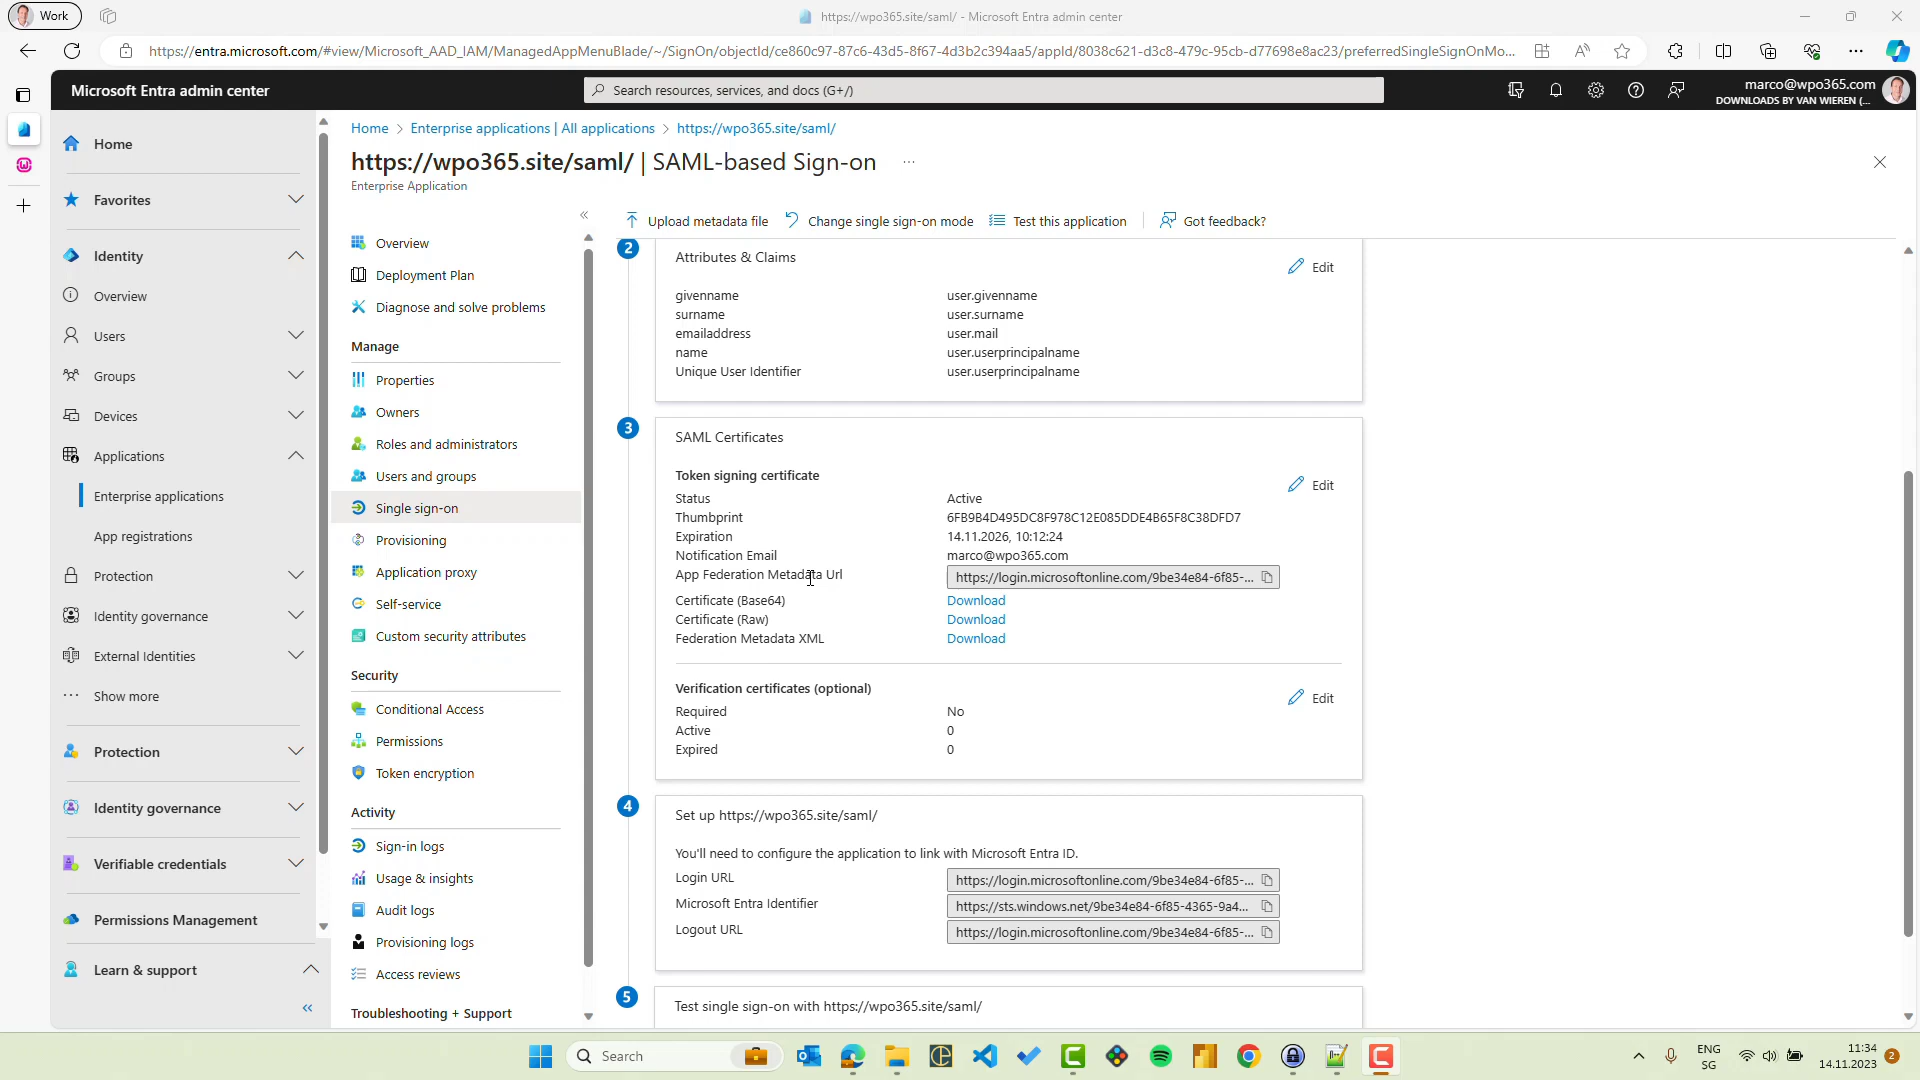 Work
https://wpo365.site/saml/ - Microsoft Entra admin center
https://entra.microsoft.com/#view/Microsoft_AAD_IAM/ManagedAppMenuBlade/~/SignOn/objectId/ce860c97-87c6-43d5-8f67-4d3b2c394aa5/appId/8038c621-d3c8-479c-95cb-d77698e8ac23/preferredSingleSignOnMo...
Microsoft Entra admin center
Search resources, services, and docs (G+/)
marco@wpo365.com
DOWNLOADS BY VAN WIEREN (...
Home
Favorites
Identity
Overview
Users
Groups
Devices
Applications
Enterprise applications
App registrations
Protection
Identity governance
External Identities
Show more
Protection
Identity governance
Verifiable credentials
Permissions Management
Learn & support
Home > Enterprise applications | All applications > https://wpo365.site/saml/
https://wpo365.site/saml/ | SAML-based Sign-on ...
Enterprise Application
Overview
Deployment Plan
Diagnose and solve problems
Manage
Properties
Owners
Roles and administrators
Users and groups
Single sign-on
Provisioning
Application proxy
Self-service
Custom security attributes
Security
Conditional Access
Permissions
Token encryption
Activity
Sign-in logs
Usage & insights
Audit logs
Provisioning logs
Access reviews
Troubleshooting + Support
Upload metadata file Change single sign-on mode Test this application Got feedback?
2
Attributes & Claims
Edit
givenname user.givenname
surname user.surname
emailaddress user.mail
name user.userprincipalname
Unique User Identifier user.userprincipalname
3
SAML Certificates
Token signing certificate
Edit
Status Active
Thumbprint 6FB9B4D495DC8F978C12E085DDE4B65F8C38DFD7
Expiration 14.11.2026, 10:12:24
Notification Email marco@wpo365.com
App Federation Metadata Url https://login.microsoftonline.com/9be34e84-6f85-...
Certificate (Base64) Download
Certificate (Raw) Download
Federation Metadata XML Download
Verification certificates (optional)
Edit
Required No
Active 0
Expired 0
4
Set up https://wpo365.site/saml/
You'll need to configure the application to link with Microsoft Entra ID.
Login URL https://login.microsoftonline.com/9be34e84-6f85-...
Microsoft Entra Identifier https://sts.windows.net/9be34e84-6f85-4365-9a4...
Logout URL https://login.microsoftonline.com/9be34e84-6f85-...
5
Test single sign-on with https://wpo365.site/saml/
Search
ENG
SG
11:34
14.11.2023
2